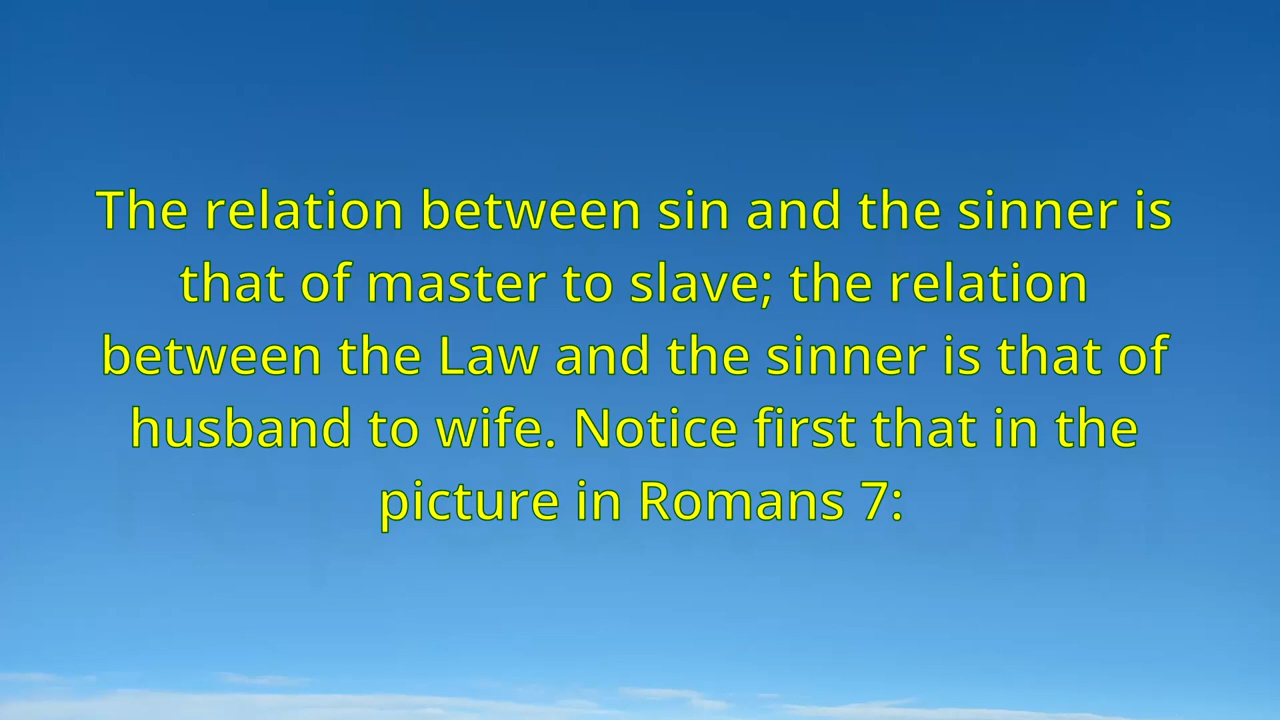 The relation between sin and the sinner is
that of master to slave; the relation
between the Law and the sinner is that of
husband to wife. Notice first that in the
picture in Romans 7: